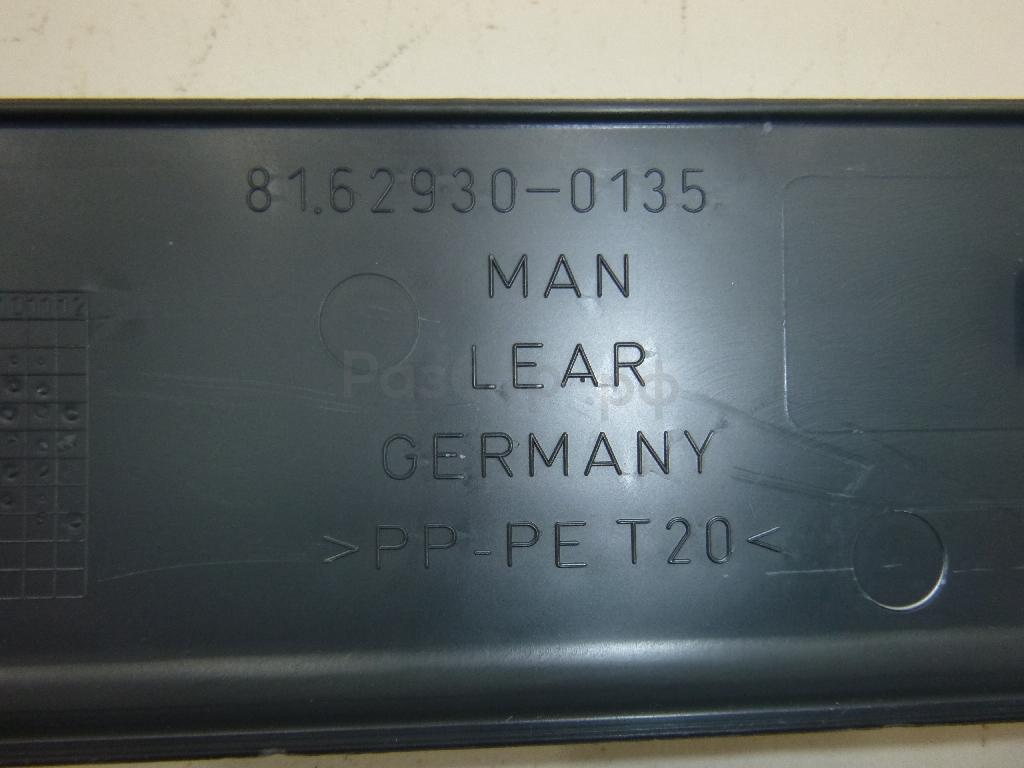 81.62930-0135
MAN
LEAR
GERMANY
>PP-PE T20<